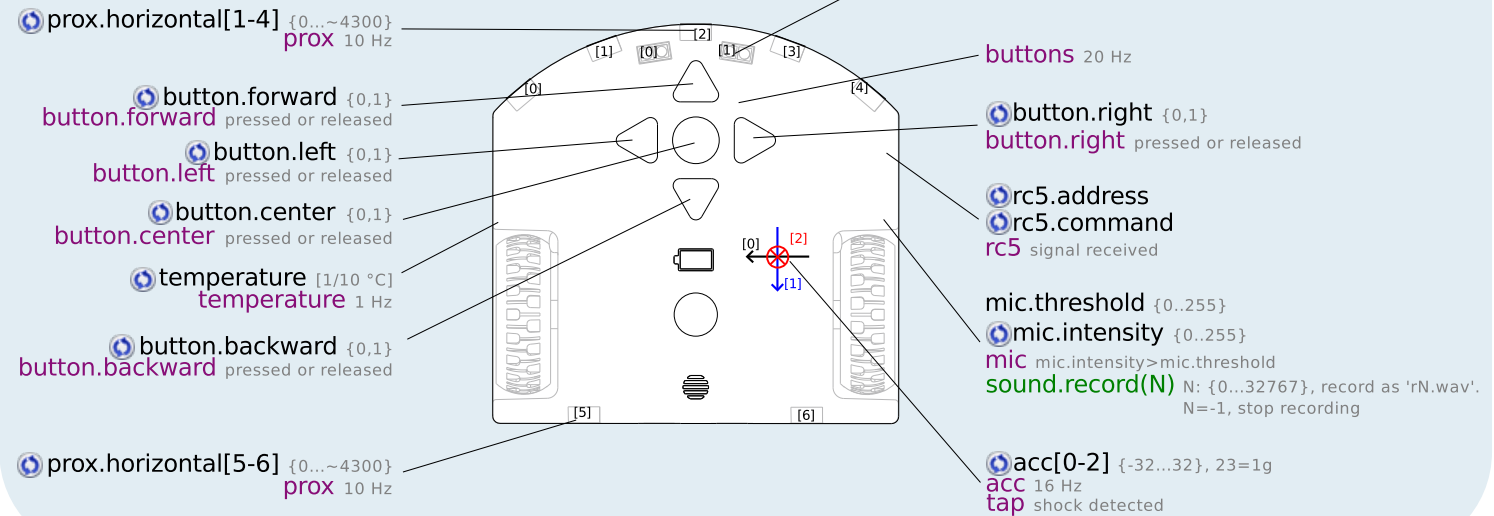 prox.horizontal[1-4] {0...~4300}
prox 10 Hz
button.forward {0,1}
button.forward pressed or released
button.left {0,1}
button.left pressed or released
button.center {0,1}
button.center pressed or released
temperature [1/10 °C]
temperature 1 Hz
button.backward {0,1}
button.backward pressed or released
prox.horizontal[5-6] {0...~4300}
prox 10 Hz
[2]
[1] [0] [1] [3]
[0] [4]
[0] [2]
[1]
[5] [6]
buttons 20 Hz
button.right {0,1}
button.right pressed or released
rc5.address
rc5.command
rc5 signal received
mic.threshold {0..255}
mic.intensity {0..255}
mic mic.intensity>mic.threshold
sound.record(N) N: {0...32767}, record as 'rN.wav'.
N=-1, stop recording
acc[0-2] {-32...32}, 23=1g
acc 16 Hz
tap shock detected